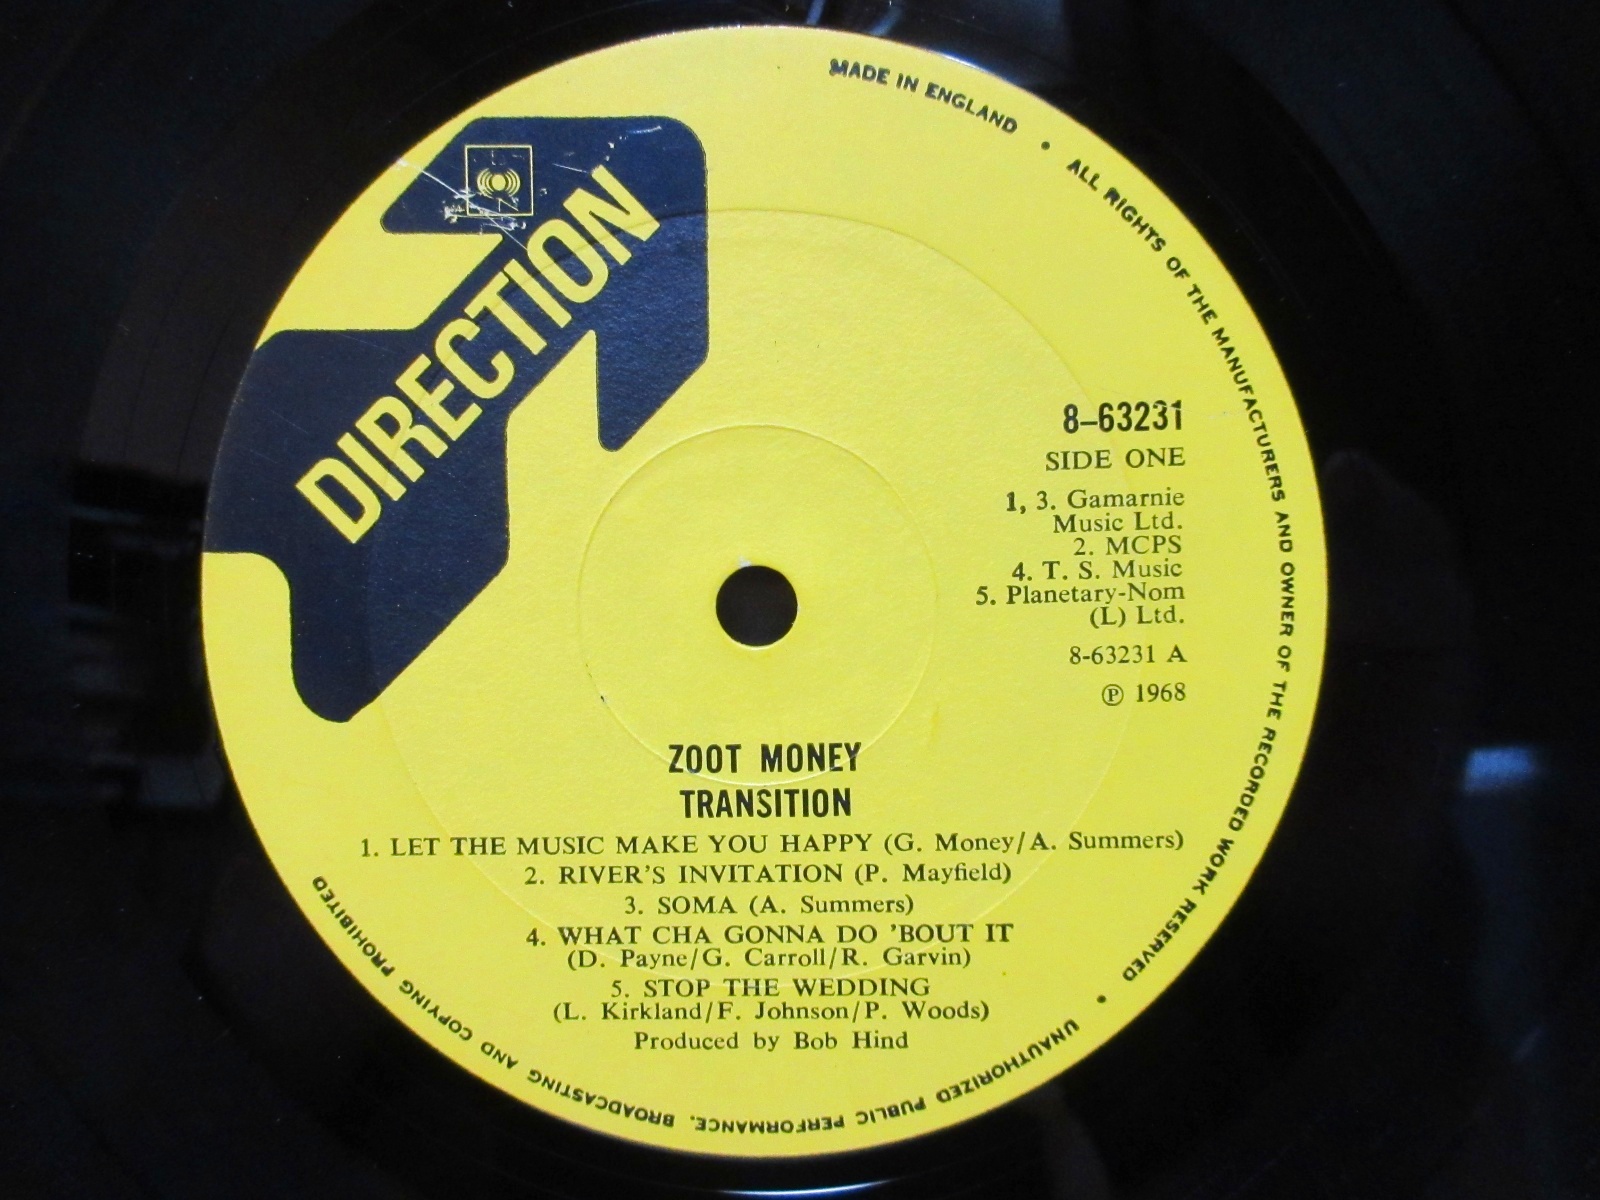 MADE IN ENGLAND • ALL RIGHTS OF THE MANUFACTURERS AND OWNER OF THE RECORDED WORK RESERVED • UNAUTHORIZED PUBLIC PERFORMANCE. BROADCASTING AND COPYING PROHIBITED
DIRECTION
8–63231
SIDE ONE
1, 3. Gamarnie
Music Ltd.
2. MCPS
4. T. S. Music
5. Planetary-Nom
(L) Ltd.
8-63231 A
℗ 1968
ZOOT MONEY
TRANSITION
1. LET THE MUSIC MAKE YOU HAPPY (G. Money/A. Summers)
2. RIVER'S INVITATION (P. Mayfield)
3. SOMA (A. Summers)
4. WHAT CHA GONNA DO 'BOUT IT
(D. Payne/G. Carroll/R. Garvin)
5. STOP THE WEDDING
(L. Kirkland/F. Johnson/P. Woods)
Produced by Bob Hind